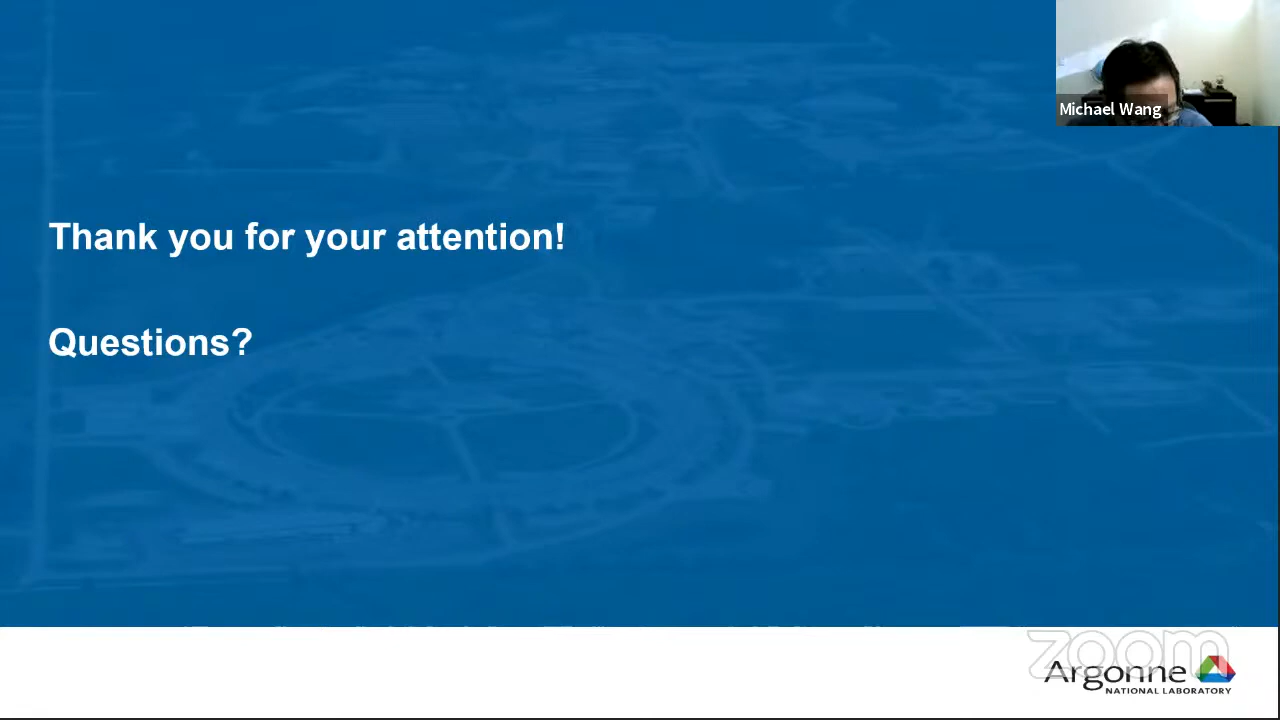 Michael Wang
Thank you for your attention!
Questions?
zoom
Argonne
NATIONAL LABORATORY